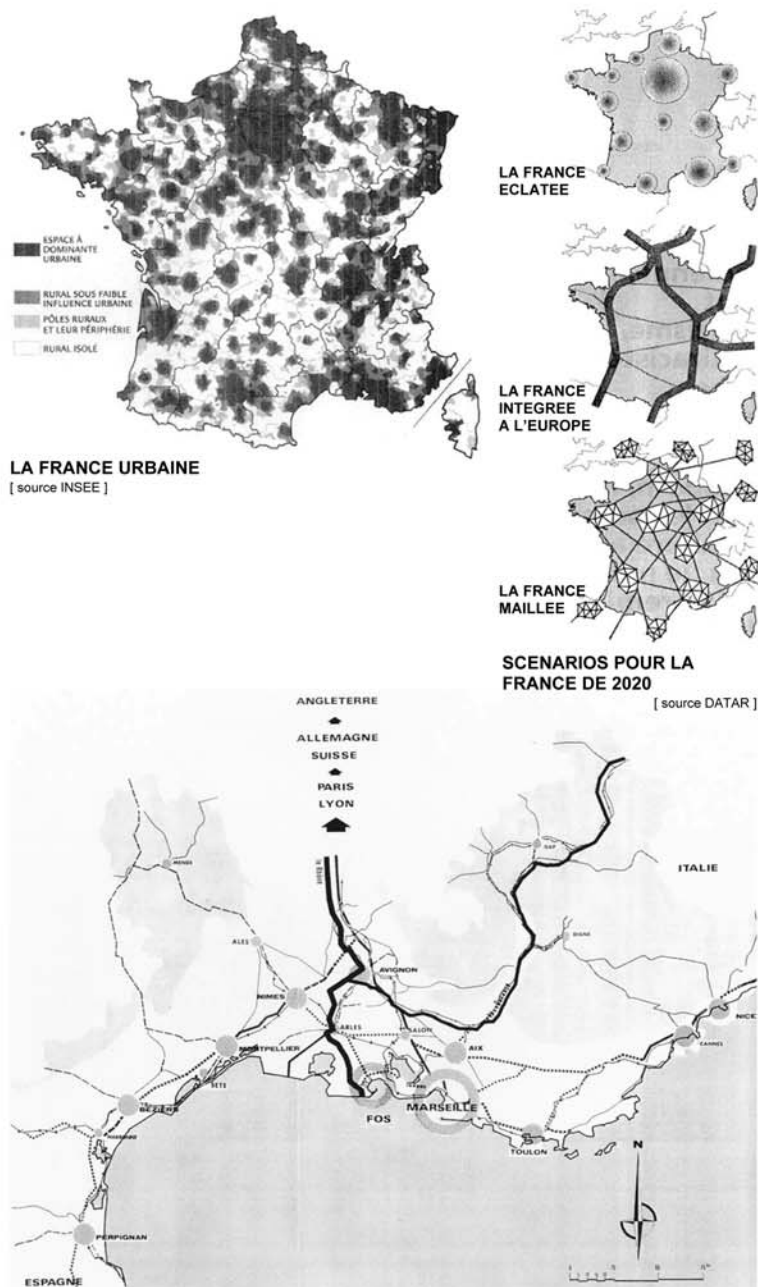 ESPACE À
DOMINANTE
URBAINE
RURAL SOUS FAIBLE
INFLUENCE URBAINE
PÔLES RURAUX
ET LEUR PÉRIPHÉRIE
RURAL ISOLÉ
LA FRANCE URBAINE
[ source INSEE ]
LA FRANCE
ECLATEE
LA FRANCE
INTEGREE
A L'EUROPE
LA FRANCE
MAILLEE
SCENARIOS POUR LA
FRANCE DE 2020
[ source DATAR ]
ANGLETERRE
ALLEMAGNE
SUISSE
PARIS
LYON
le Rhône
MENDE
GAP
ITALIE
ALES
DIGNE
AVIGNON
NIMES
NICE
ARLES
SALON
CANNES
MONTPELLIER
AIX
SETE
BEZIERS
FOS
MARSEILLE
TOULON
N
PERPIGNAN
ESPAGNE